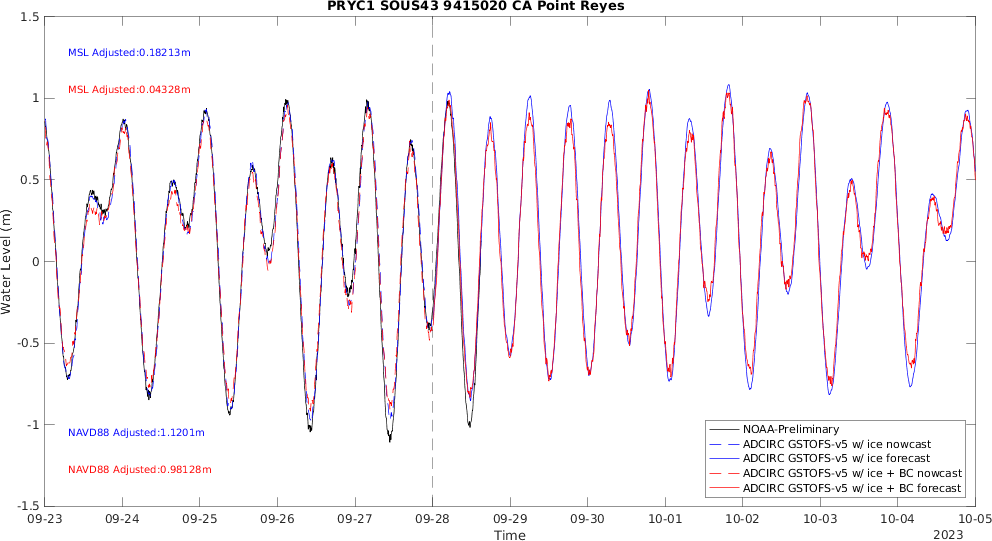 PRYC1 SOUS43 9415020 CA Point Reyes
1.5
MSL Adjusted:0.18213m
MSL Adjusted:0.04328m
1
0.5
0
-0.5
-1
-1.5
Water Level (m)
NAVD88 Adjusted:1.1201m
NAVD88 Adjusted:0.98128m
NOAA-Preliminary
ADCIRC GSTOFS-v5 w/ ice nowcast
ADCIRC GSTOFS-v5 w/ ice forecast
ADCIRC GSTOFS-v5 w/ ice + BC nowcast
ADCIRC GSTOFS-v5 w/ ice + BC forecast
09-23 09-24 09-25 09-26 09-27 09-28 09-29 09-30 10-01 10-02 10-03 10-04 10-05
Time
2023